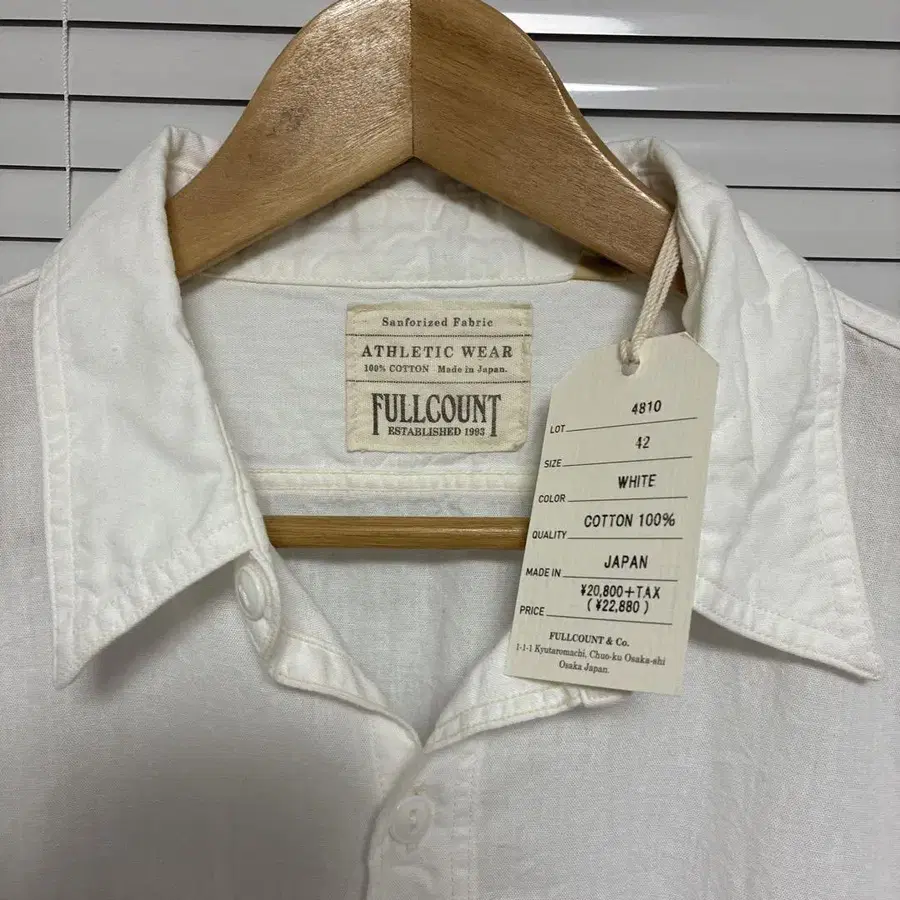 Sanforized Fabric
ATHLETIC WEAR
100% COTTON Made in Japan.
FULLCOUNT
ESTABLISHED 1993
LOT 4810
SIZE 42
COLOR WHITE
QUALITY COTTON 100%
MADE IN JAPAN
PRICE ¥20,800+TAX
(¥22,880)
FULLCOUNT & Co.
1-1-1 Kyutaromachi, Chuo-ku Osaka-shi
Osaka Japan.